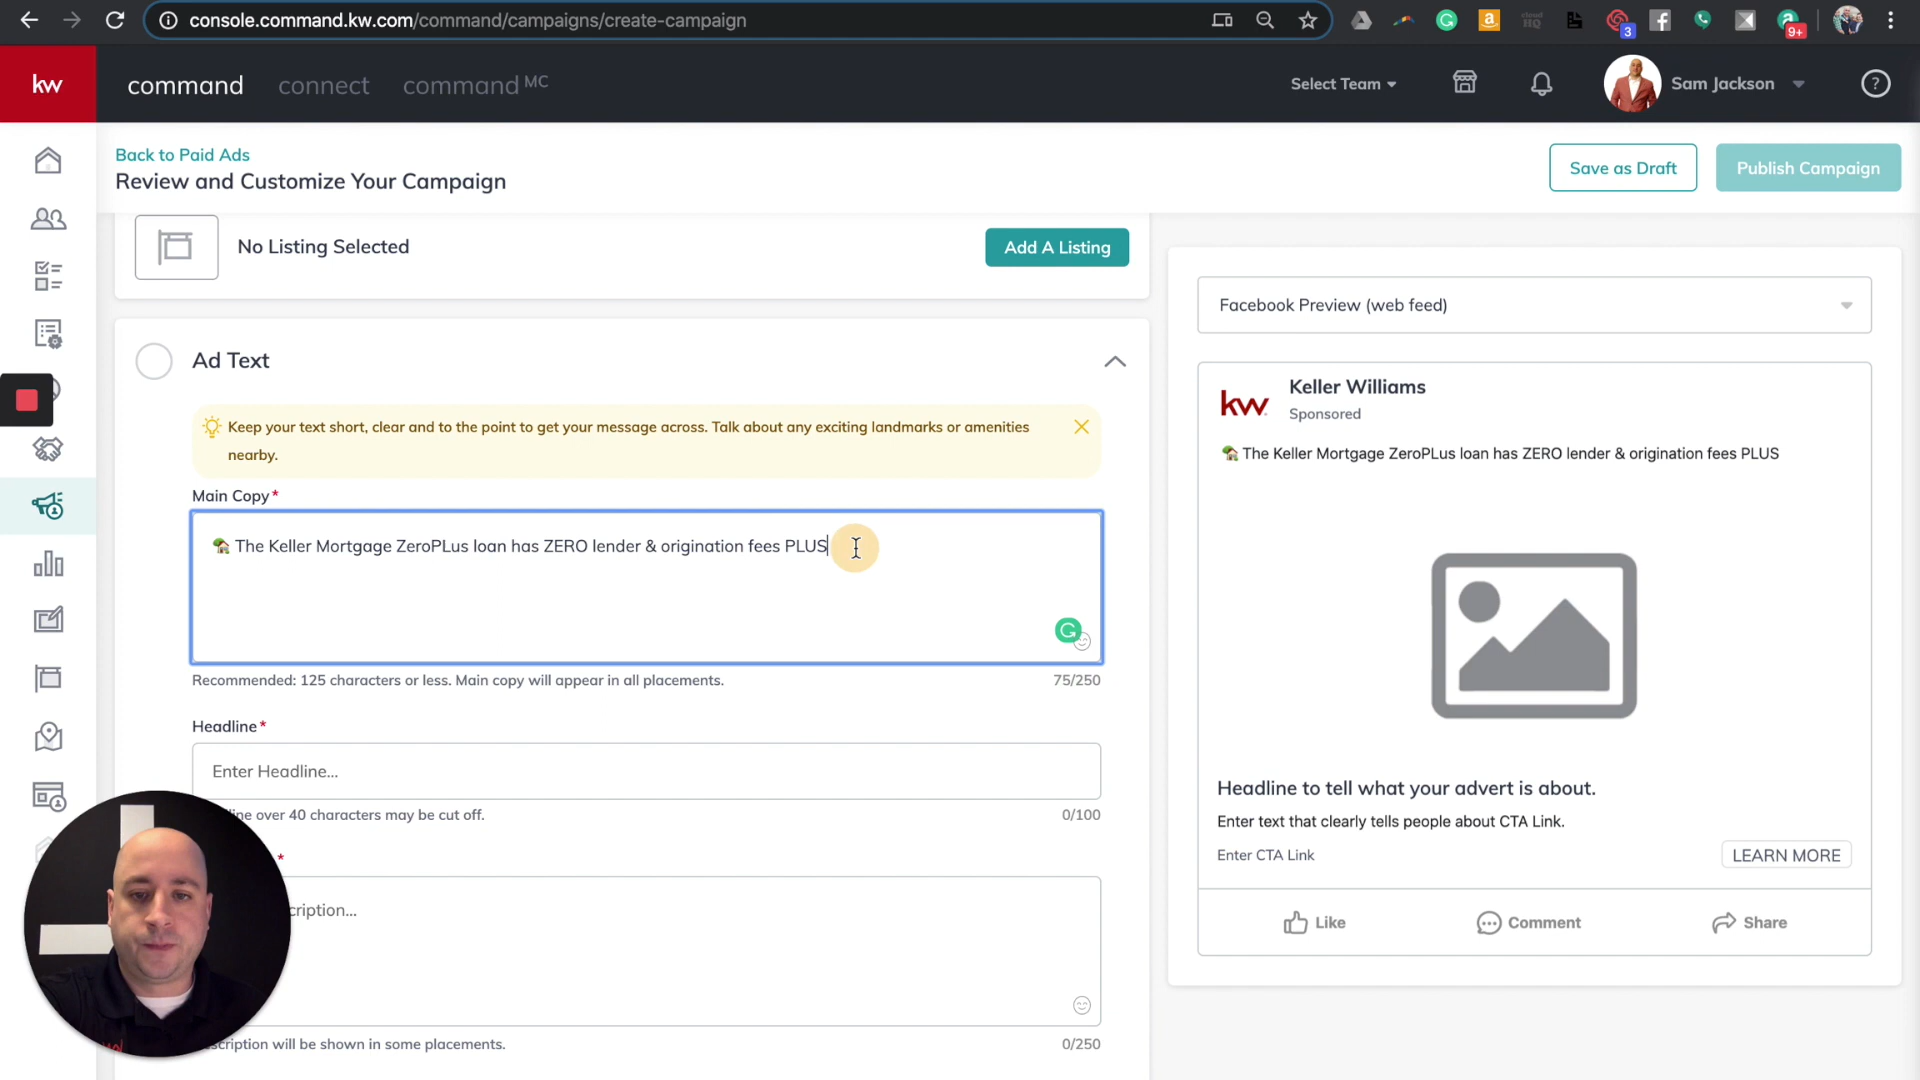 console.command.kw.com/command/campaigns/create-campaign
3
9+
kw
command
connect
command MC
Select Team
Sam Jackson
Back to Paid Ads
Review and Customize Your Campaign
Save as Draft
Publish Campaign
No Listing Selected
Add A Listing
Ad Text
Keep your text short, clear and to the point to get your message across. Talk about any exciting landmarks or amenities
nearby.
Main Copy*
🏡 The Keller Mortgage ZeroPLus loan has ZERO lender & origination fees PLUS
Recommended: 125 characters or less. Main copy will appear in all placements.
75/250
Headline*
Enter Headline...
over 40 characters may be cut off.
0/100
*
will be shown in some placements.
0/250
Facebook Preview (web feed)
kw
Keller Williams
Sponsored
🏡 The Keller Mortgage ZeroPLus loan has ZERO lender & origination fees PLUS
Headline to tell what your advert is about.
Enter text that clearly tells people about CTA Link.
Enter CTA Link
LEARN MORE
Like
Comment
Share